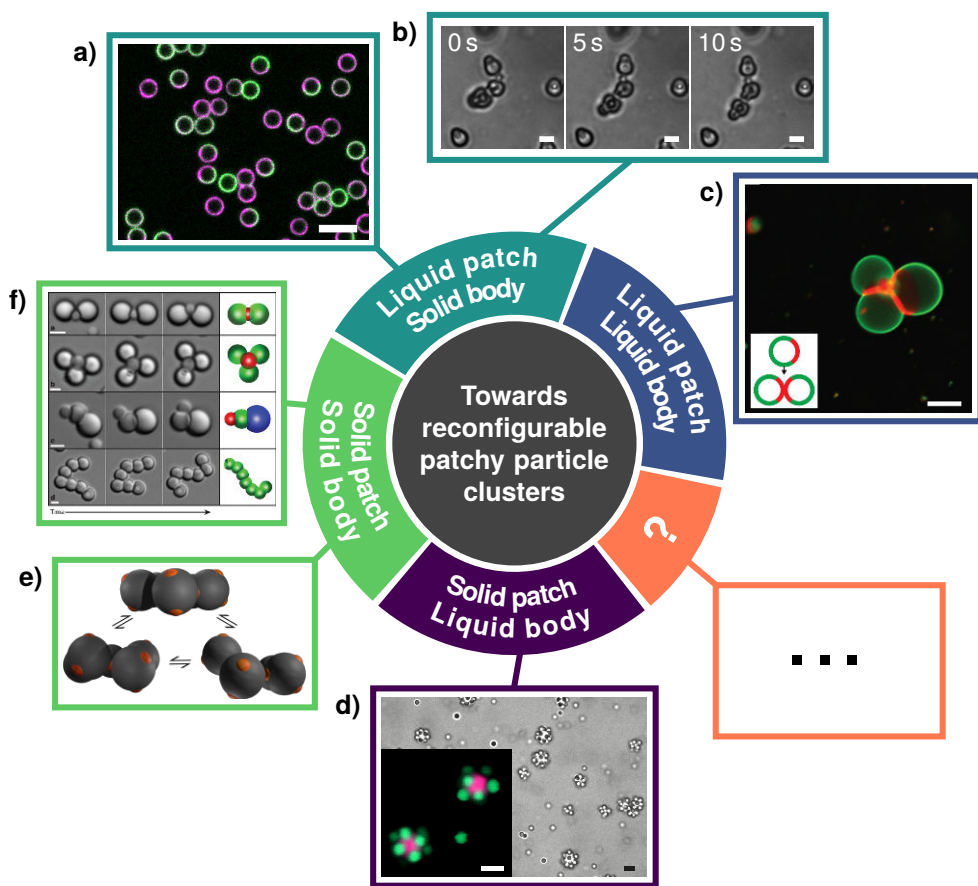 a)
b)
0 s
5 s
10 s
c)
Liquid patch
Solid body
Liquid patch
Liquid body
f)
a
b
c
d
Time
Solid patch
Solid body
Towards
reconfigurable
patchy particle
clusters
?
e)
Solid patch
Liquid body
d)
...